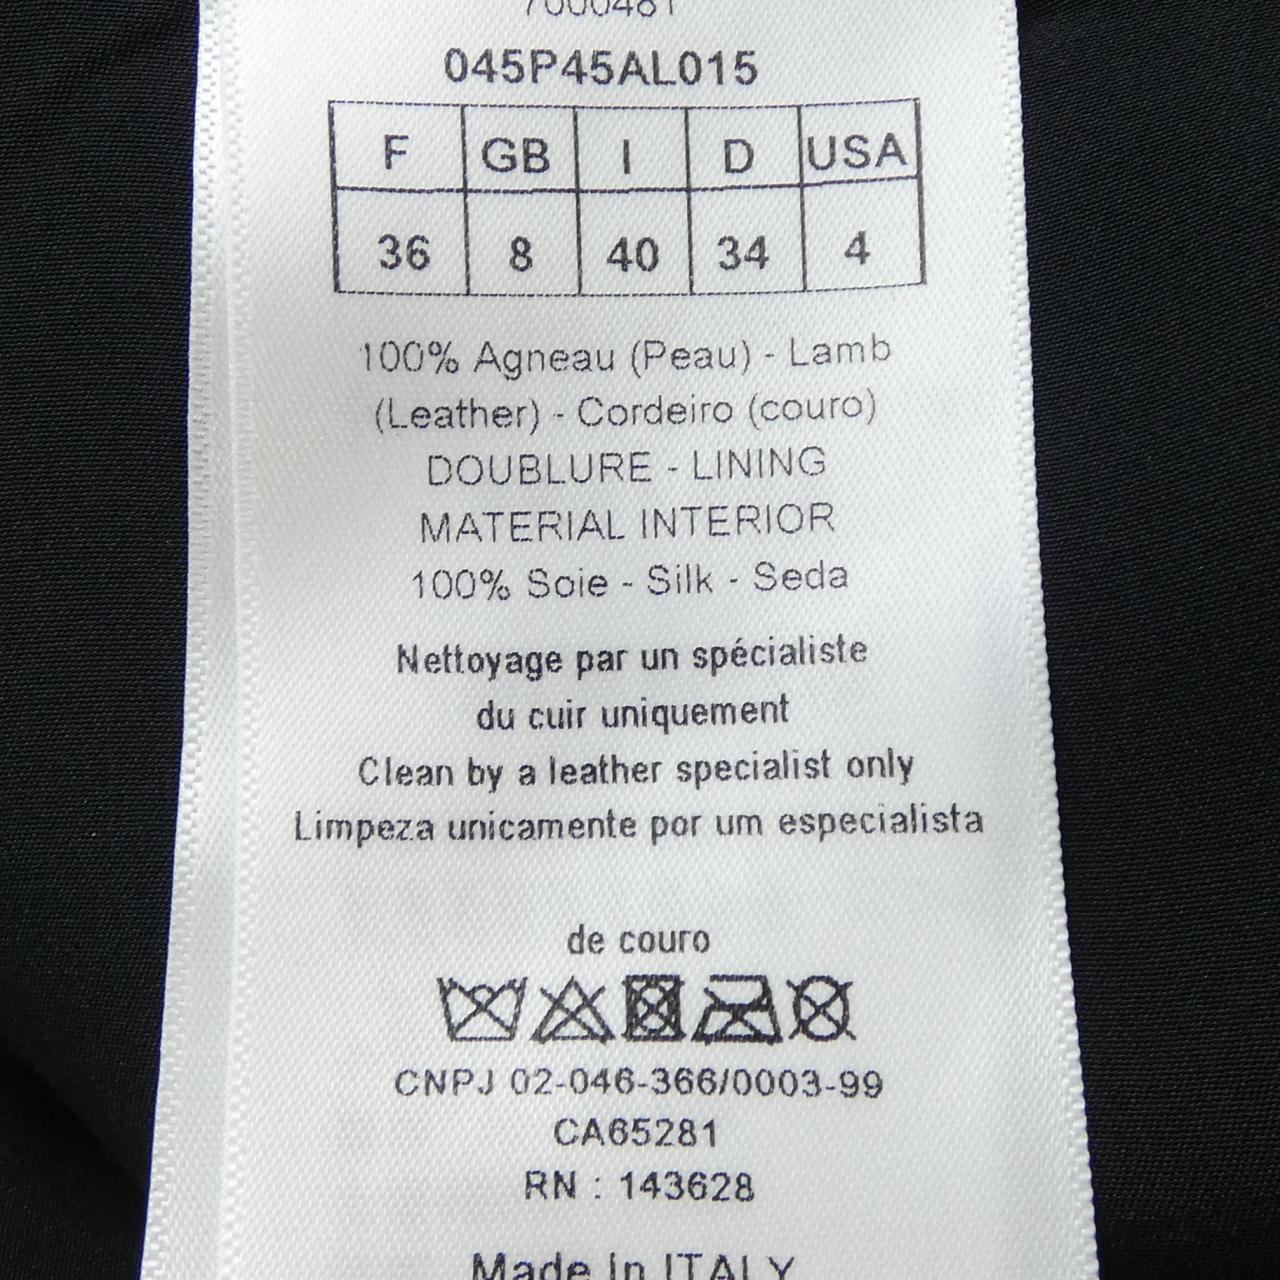 7000481
045P45AL015
F GB I D USA
36 8 40 34 4
100% Agneau (Peau) - Lamb
(Leather) - Cordeiro (couro)
DOUBLURE - LINING
MATERIAL INTERIOR
100% Soie - Silk - Seda
Nettoyage par un spécialiste
du cuir uniquement
Clean by a leather specialist only
Limpeza unicamente por um especialista
de couro
CNPJ 02-046-366/0003-99
CA65281
RN : 143628
Made In ITALY